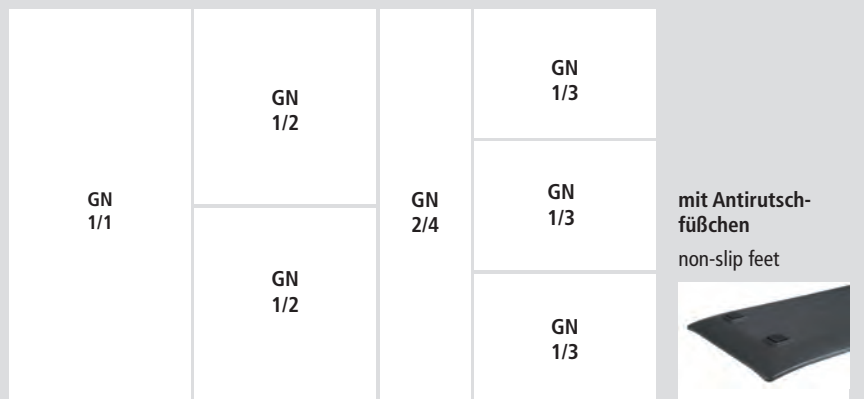 GN
1/1
GN
1/2
GN
1/2
GN
2/4
GN
1/3
GN
1/3
GN
1/3
mit Antirutsch-
füßchen
non-slip feet